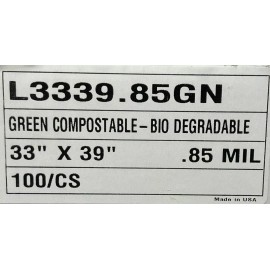 L3339.85GN
GREEN COMPOSTABLE – BIO DEGRADABLE
33" X 39" .85 MIL
100/CS
Made in USA